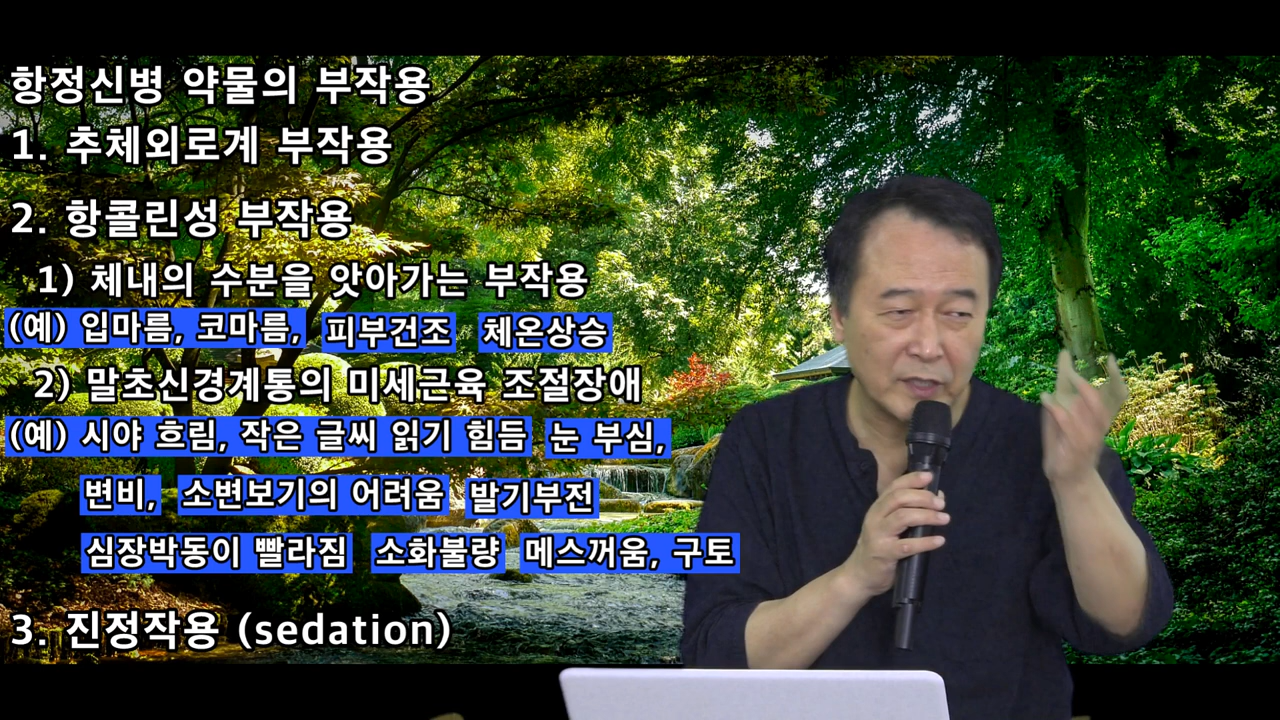 항정신병 약물의 부작용
1. 추체외로계 부작용
2. 항콜린성 부작용
1) 체내의 수분을 앗아가는 부작용
(예) 입마름, 코마름, 피부건조 체온상승
2) 말초신경계통의 미세근육 조절장애
(예) 시야 흐림, 작은 글씨 읽기 힘듬 눈 부심,
변비, 소변보기의 어려움 발기부전
심장박동이 빨라짐 소화불량 메스꺼움, 구토
3. 진정작용 (sedation)